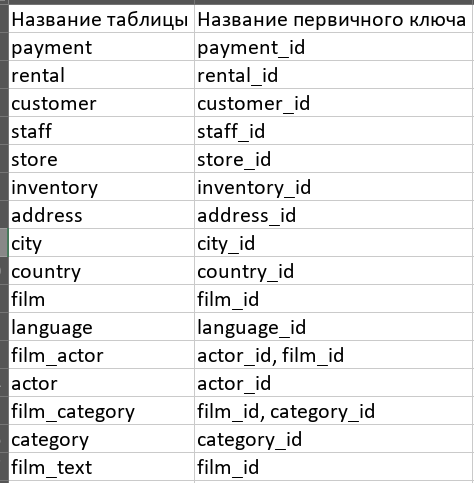 Название таблицы Название первичного ключа
payment payment_id
rental rental_id
customer customer_id
staff staff_id
store store_id
inventory inventory_id
address address_id
city city_id
country country_id
film film_id
language language_id
film_actor actor_id, film_id
actor actor_id
film_category film_id, category_id
category category_id
film_text film_id